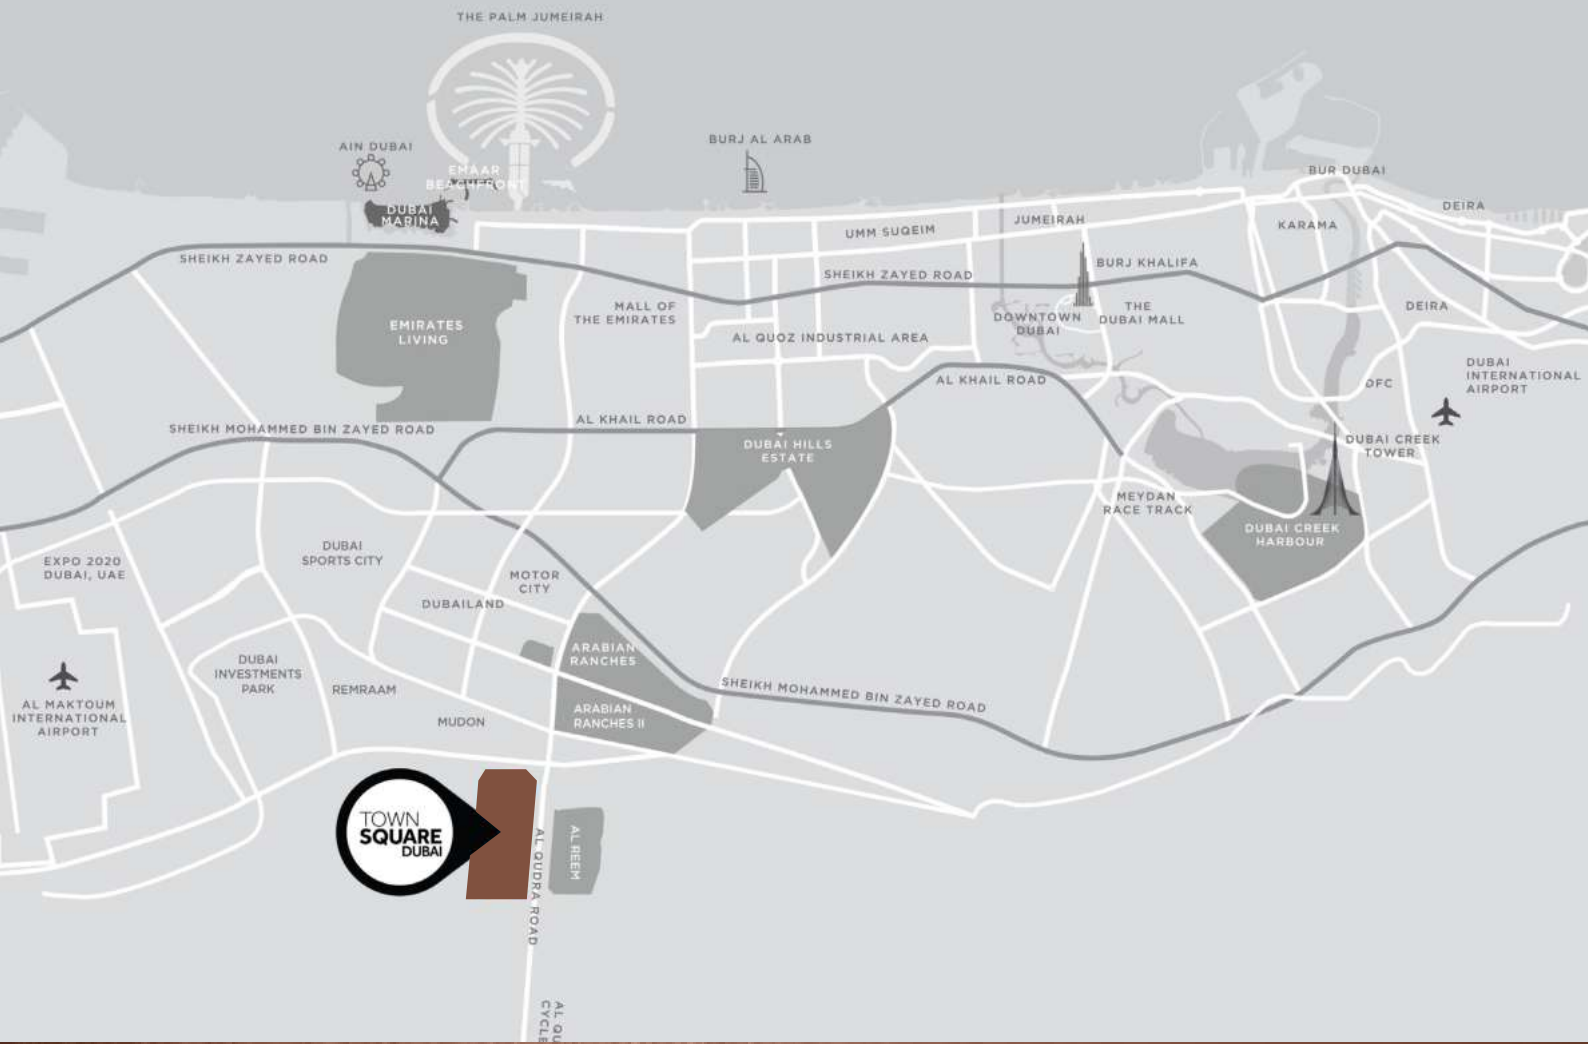 THE PALM JUMEIRAH
BURJ AL ARAB
AIN DUBAI
EMAAR
BEACHFRONT
DUBAI
MARINA
BUR DUBAI
DEIRA
JUMEIRAH
KARAMA
UMM SUQEIM
SHEIKH ZAYED ROAD
SHEIKH ZAYED ROAD
BURJ KHALIFA
MALL OF
THE EMIRATES
DOWNTOWN
DUBAI
THE
DUBAI MALL
DEIRA
EMIRATES
LIVING
AL QUOZ INDUSTRIAL AREA
DUBAI
INTERNATIONAL
AIRPORT
AL KHAIL ROAD
DFC
AL KHAIL ROAD
SHEIKH MOHAMMED BIN ZAYED ROAD
DUBAI HILLS
ESTATE
DUBAI CREEK
TOWER
MEYDAN
RACE TRACK
DUBAI CREEK
HARBOUR
EXPO 2020
DUBAI, UAE
DUBAI
SPORTS CITY
MOTOR
CITY
DUBAILAND
ARABIAN
RANCHES
DUBAI
INVESTMENTS
PARK
REMRAAM
SHEIKH MOHAMMED BIN ZAYED ROAD
AL MAKTOUM
INTERNATIONAL
AIRPORT
MUDON
ARABIAN
RANCHES II
TOWN
SQUARE
DUBAI
AL QUDRA ROAD
AL REEM
AL QU
CYCLE